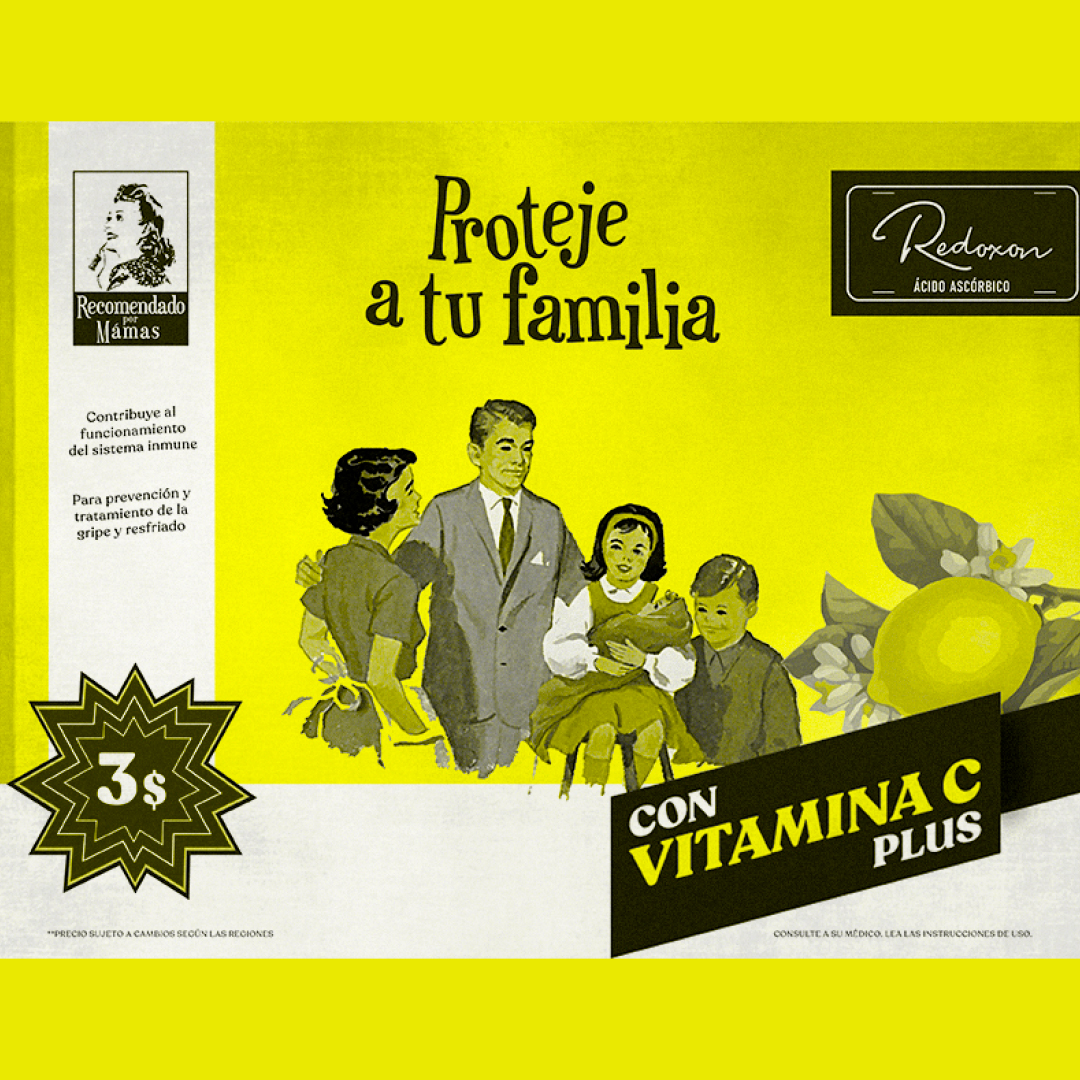 Proteje
a tu familia
Redoxon
ÁCIDO ASCÓRBICO
Recomendado
por
Mámas
Contribuye al
funcionamiento
del sistema inmune
Para prevención y
tratamiento de la
gripe y resfriado
3$
CON
VITAMINA C
PLUS
**PRECIO SUJETO A CAMBIOS SEGÚN LAS REGIONES
CONSULTE A SU MÉDICO. LEA LAS INSTRUCCIONES DE USO.